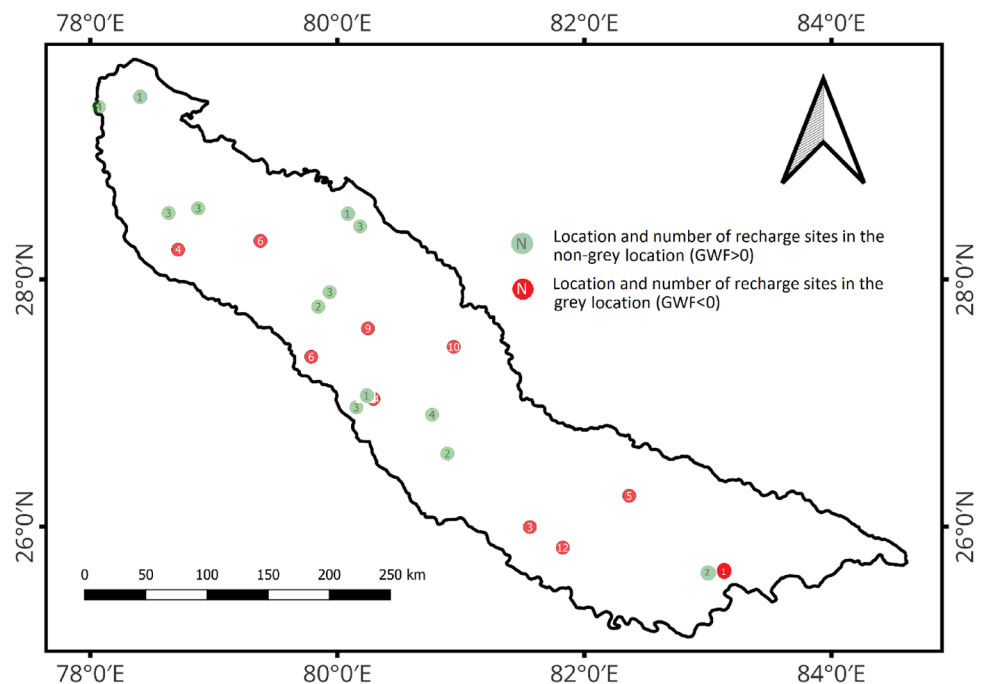 78°0′E 80°0′E 82°0′E 84°0′E
1
1
3
3
1
3
4
6
28°0′N
28°0′N
N Location and number of recharge sites in the
non-grey location (GWF>0)
N Location and number of recharge sites in the
grey location (GWF<0)
3
2
9
10
6
1
3
4
2
5
26°0′N
26°0′N
3
12
2
1
0 50 100 150 200 250 km
78°0′E 80°0′E 82°0′E 84°0′E